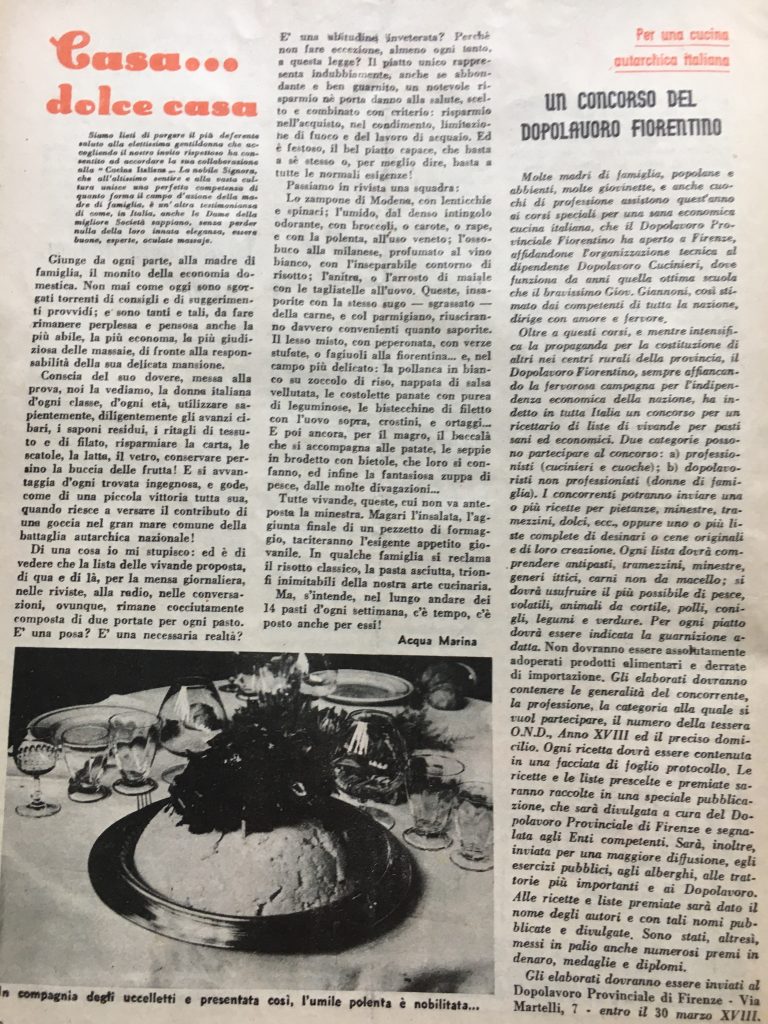 Casa...
dolce casa
Siamo lieti di porgere il più deferente
saluto alla elettissima gentildonna che ac-
cogliendo il nostro invito rispettoso ha con-
sentito ad accordare la sua collaborazione
alla "Cucina Italiana„. La nobile Signora,
che all'altissimo sentire e alla vasta cul-
tura unisce una perfetta competenza di
quanto forma il campo d'azione della ma-
dre di famiglia, è un'altra testimonianza
di come, in Italia, anche le Dame della
migliore Società sappiano, senza perder
nulla della loro innata eleganza, essere
buone, esperte, oculate massaje.
Giunge da ogni parte, alla madre di
famiglia, il monito della economia do-
mestica. Non mai come oggi sono sgor-
gati torrenti di consigli e di suggerimen-
ti provvidi; e sono tanti e tali, da fare
rimanere perplessa e pensosa anche la
più abile, la più economa, la più giudi-
ziosa delle massaie, di fronte alla respon-
sabilità della sua delicata mansione.
Conscia del suo dovere, messa alla
prova, noi la vediamo, la donna italiana
d'ogni classe, d'ogni età, utilizzare sa-
pientemente, diligentemente gli avanzi ci-
bari, i saponi residui, i ritagli di tessu-
to e di filato, risparmiare la carta, le
scatole, la latta, il vetro, conservare per-
sino la buccia delle frutta! E si avvan-
taggia d'ogni trovata ingegnosa, e gode,
come di una piccola vittoria tutta sua,
quando riesce a versare il contributo di
une goccia nel gran mare comune della
battaglia autarchica nazionale!
Di una cosa io mi stupisco: ed è di
vedere che la lista delle vivande proposta,
di qua e di là, per la mensa giornaliera,
nelle riviste, alla radio, nelle conversa-
zioni, ovunque, rimane cocciutamente
composta di due portate per ogni pasto.
E' una posa? E' una necessaria realtà?
E' una abitudine inveterata? Perchè
non fare eccezione, almeno ogni tanto,
a questa legge? Il piatto unico rappre-
senta indubbiamente, anche se abbon-
dante e ben guarnito, un notevole ri-
sparmio nè porta danno alla salute, scel-
to e combinato con criterio: risparmio
nell'acquisto, nel condimento, limitazio-
ne di fuoco e del lavoro di acquaio. Ed
è festoso, il bel piatto capace, che basta
a sè stesso o, per meglio dire, basta a
tutte le normali esigenze!
Passiamo in rivista una squadra:
Lo zampone di Modena, con lenticchie
e spinaci; l'umido, dal denso intingolo
odorante, con broccoli, o carote, o rape,
e con la polenta, all'uso veneto; l'osso-
buco alla milanese, profumato al vino
bianco, con l'inseparabile contorno di
risotto; l'anitra, o l'arrosto di maiale
con le tagliatelle all'uovo. Queste, insa-
porite con la stesso sugo — sgrassato —
della carne, e col parmigiano, riusciran-
no davvero convenienti quanto saporite.
Il lesso misto, con peperonata, con verze
stufate, o fagiuoli alla fiorentina... e, nel
campo più delicato: la pollanca in bian-
co su zoccolo di riso, nappata di salsa
vellutata, le costolette panate con purea
di leguminose, le bistecchine di filetto
con l'uovo sopra, crostini, e ortaggi...
E poi ancora, per il magro, il baccalà
che si accompagna alle patate, le seppie
in brodetto con bietole, che loro si con-
fanno, ed infine la fantasiosa zuppa di
pesce, dalle molte divagazioni...
Tutte vivande, queste, cui non va ante-
posta la minestra. Magari l'insalata, l'ag-
giunta finale di un pezzetto di formag-
gio, taciteranno l'esigente appetito gio-
vanile. In qualche famiglia si reclama
il risotto classico, la pasta asciutta, trion-
fi inimitabili della nostra arte cucinaria.
Ma, s'intende, nel lungo andare dei
14 pasti d'ogni settimana, c'è tempo, c'è
posto anche per essi!
Acqua Marina
In compagnia degli uccelletti e presentata così, l'umile polenta è nobilitata...
Per una cucina
autarchica italiana
UN CONCORSO DEL
DOPOLAVORO FIORENTINO
Molte madri di famiglia, popolane e
abbienti, molte giovinette, e anche cuo-
chi di professione assistono quest'anno
ai corsi speciali per una sana economica
cucina italiana, che il Dopolavoro Pro-
vinciale Fiorentino ha aperto a Firenze,
affidandone l'organizzazione tecnica al
dipendente Dopolavoro Cucinieri, dove
funziona da anni quella ottima scuola
che il bravissimo Giov. Giannoni, così sti-
mato dai competenti di tutta la nazione,
dirige con amore e fervore.
Oltre a questi corsi, e mentre intensifi-
ca la propaganda per la costituzione di
altri nei centri rurali della provincia, il
Dopolavoro Fiorentino, sempre affiancan-
do la fervorosa campagna per l'indipen-
denza economica della nazione, ha in-
detto in tutta Italia un concorso per un
ricettario di liste di vivande per pasti
sani ed economici. Due categorie posso-
no partecipare al concorso: a) professio-
nisti (cucinieri e cuoche); b) dopolavo-
risti non professionisti (donne di fami-
glia). I concorrenti potranno inviare una
o più ricette per pietanze, minestre, tra-
mezzini, dolci, ecc., oppure uno o più li-
ste complete di desinari o cene originali
e di loro creazione. Ogni lista dovrà com-
prendere antipasti, tramezzini, minestre,
generi ittici, carni non da macello; si
dovrà usufruire il più possibile di pesce,
volatili, animali da cortile, polli, coni-
gli, legumi e verdure. Per ogni piatto
dovrà essere indicata la guarnizione a-
datta. Non dovranno essere assolutamente
adoperati prodotti alimentari e derrate
di importazione. Gli elaborati dovranno
contenere le generalità del concorrente,
la professione, la categoria alla quale si
vuol partecipare, il numero della tessera
O.N.D., Anno XVIII ed il preciso domi-
cilio. Ogni ricetta dovrà essere contenuta
in una facciata di foglio protocollo. Le
ricette e le liste prescelte e premiate sa-
ranno raccolte in una speciale pubblica-
zione, che sarà divulgata a cura del Do-
polavoro Provinciale di Firenze e segna-
lata agli Enti competenti. Sarà, inoltre,
inviata per una maggiore diffusione, egli
esercizi pubblici, agli alberghi, alle trat-
torie più importanti e ai Dopolavoro.
Alle ricette e liste premiate sarà dato il
nome degli autori e con tali nomi pub-
blicate e divulgate. Sono stati, altresì,
messi in palio anche numerosi premi in
denaro, medaglie e diplomi.
Gli elaborati dovranno essere inviati al
Dopolavoro Provinciale di Firenze - Via
Martelli, 7 - entro il 30 marzo XVIII.